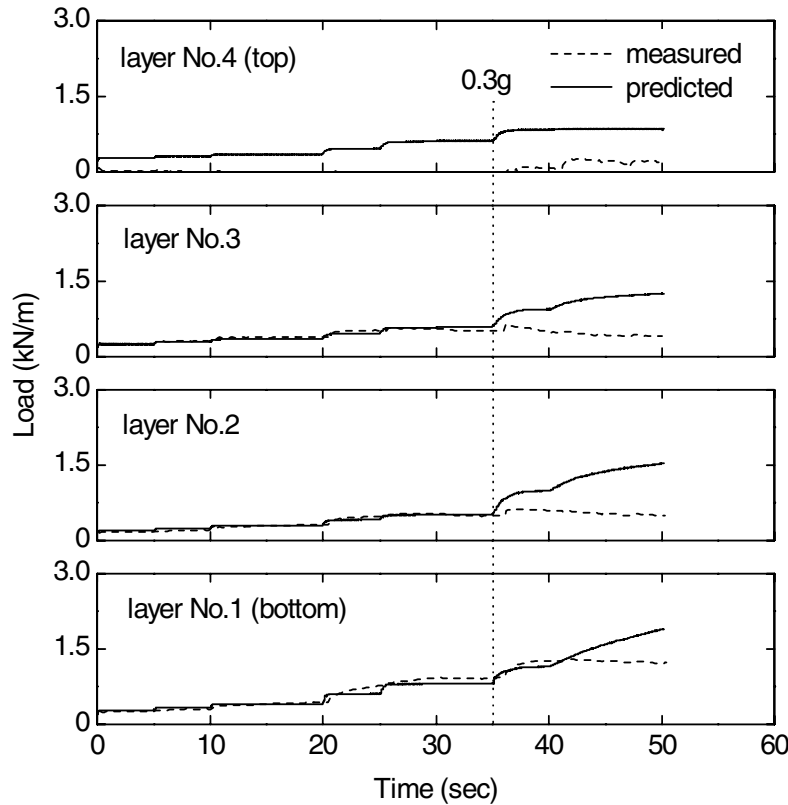 3.0
layer No.4 (top)
measured
predicted
0.3g
1.5
0
3.0
layer No.3
1.5
0
Load (kN/m)
3.0
layer No.2
1.5
0
3.0
layer No.1 (bottom)
1.5
0
0 10 20 30 40 50 60
Time (sec)